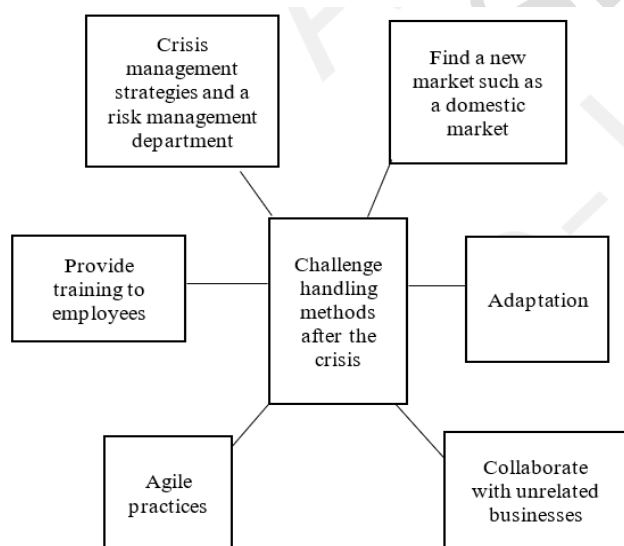 Crisis
management
strategies and a
risk management
department
Find a new
market such as
a domestic
market
Provide
training to
employees
Challenge
handling
methods
after the
crisis
Adaptation
Agile
practices
Collaborate
with unrelated
businesses